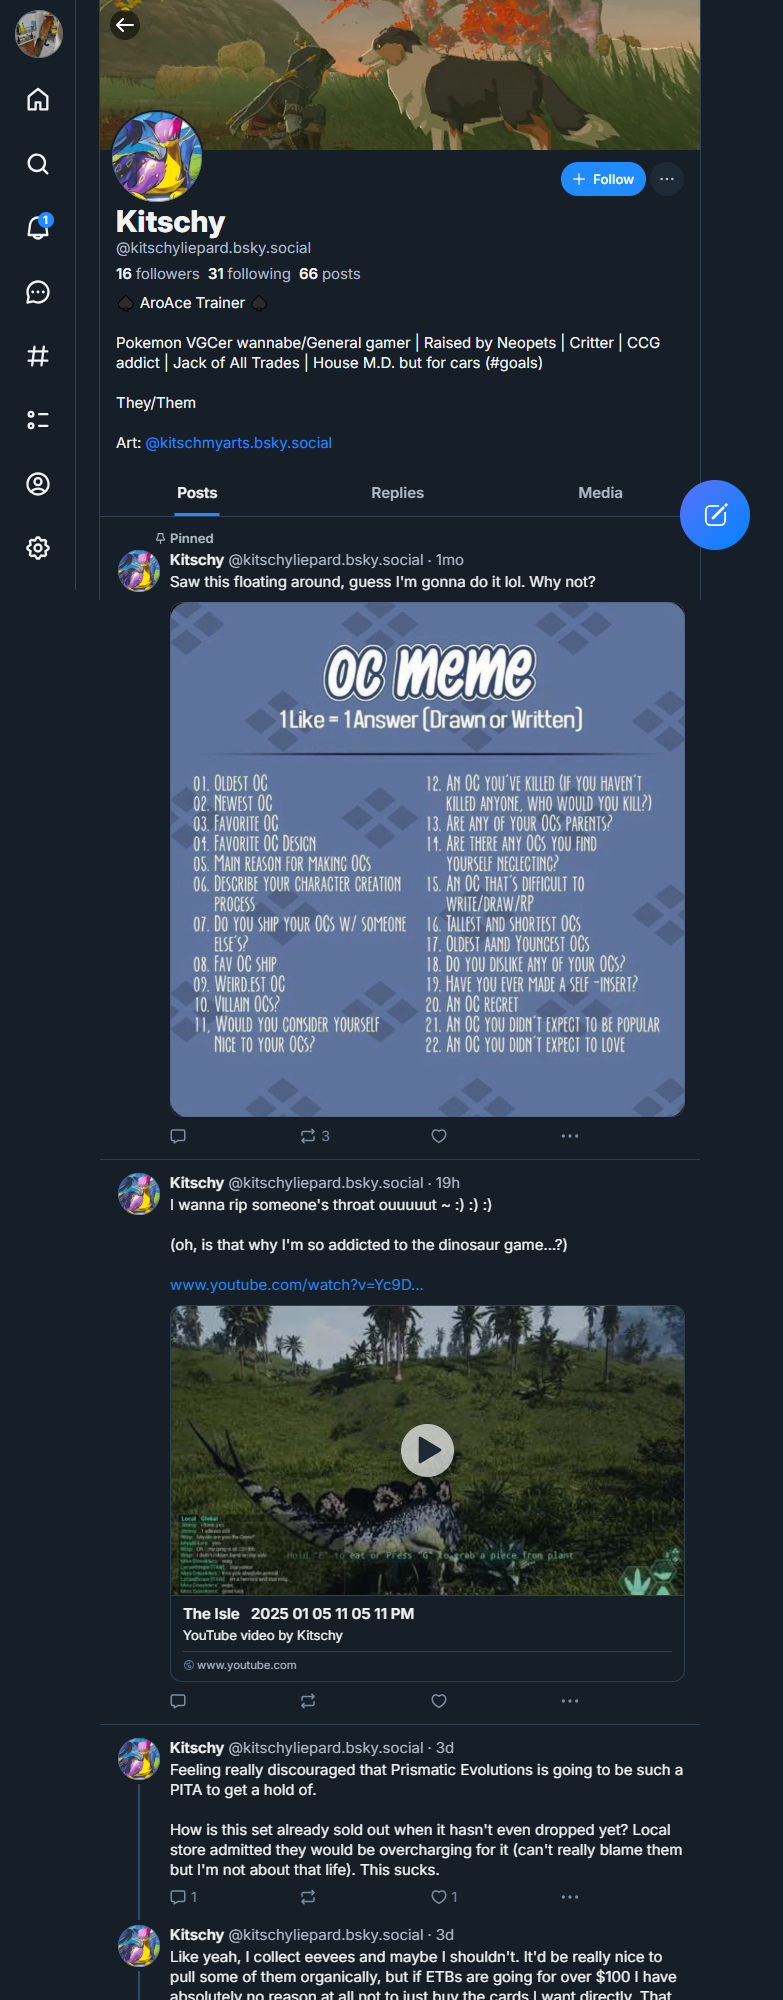 Follow
Kitschy
@kitschyliepard.bsky.social
16 followers 31 following 66 posts
♠ AroAce Trainer ♠
Pokemon VGCer wannabe/General gamer | Raised by Neopets | Critter | CCG
addict | Jack of All Trades | House M.D. but for cars (#goals)
They/Them
Art: @kitschmyarts.bsky.social
1
Posts Replies Media
Pinned
Kitschy @kitschyliepard.bsky.social · 1mo
Saw this floating around, guess I'm gonna do it lol. Why not?
OC MEME
1 Like = 1 Answer (Drawn or Written)
01. OLDEST OC
02. NEWEST OC
03. FAVORITE OC
04. FAVORITE OC DESIGN
05. MAIN REASON FOR MAKING OCS
06. DESCRIBE YOUR CHARACTER CREATION
PROCESS
07. DO YOU SHIP YOUR OCS W/ SOMEONE
ELSE'S?
08. FAV OC SHIP
09. WEIRD.EST OC
10. VILLAIN OCS?
11, WOULD YOU CONSIDER YOURSELF
NICE TO YOUR OCS?
12. AN OC YOU'VE KILLED (IF YOU HAVEN'T
KILLED ANYONE, WHO WOULD YOU KILL?)
13. ARE ANY OF YOUR OCS PARENTS?
14. ARE THERE ANY OCS YOU FIND
YOURSELF NEGLECTING?
15. AN OC THAT'S DIFFICULT TO
WRITE/DRAW/RP
16. TALLEST AND SHORTEST OCS
17. OLDEST AAND YOUNGEST OCS
18. DO YOU DISLIKE ANY OF YOUR OCS?
19. HAVE YOU EVER MADE A SELF -INSERT?
20. AN OC REGRET
21. AN OC YOU DIDN'T EXPECT TO BE POPULAR
22. AN OC YOU DIDN'T EXPECT TO LOVE
3
Kitschy @kitschyliepard.bsky.social · 19h
I wanna rip someone's throat ouuuuut ~ :) :) :)
(oh, is that why I'm so addicted to the dinosaur game...?)
www.youtube.com/watch?v=Yc9D...
Local Global
Hold "E" to eat or Press "G" to grab a piece from plant
The Isle 2025 01 05 11 05 11 PM
YouTube video by Kitschy
www.youtube.com
Kitschy @kitschyliepard.bsky.social · 3d
Feeling really discouraged that Prismatic Evolutions is going to be such a
PITA to get a hold of.
How is this set already sold out when it hasn't even dropped yet? Local
store admitted they would be overcharging for it (can't really blame them
but I'm not about that life). This sucks.
1 1
Kitschy @kitschyliepard.bsky.social · 3d
Like yeah, I collect eevees and maybe I shouldn't. It'd be really nice to
pull some of them organically, but if ETBs are going for over $100 I have
absolutely no reason at all not to just buy the cards I want directly. That